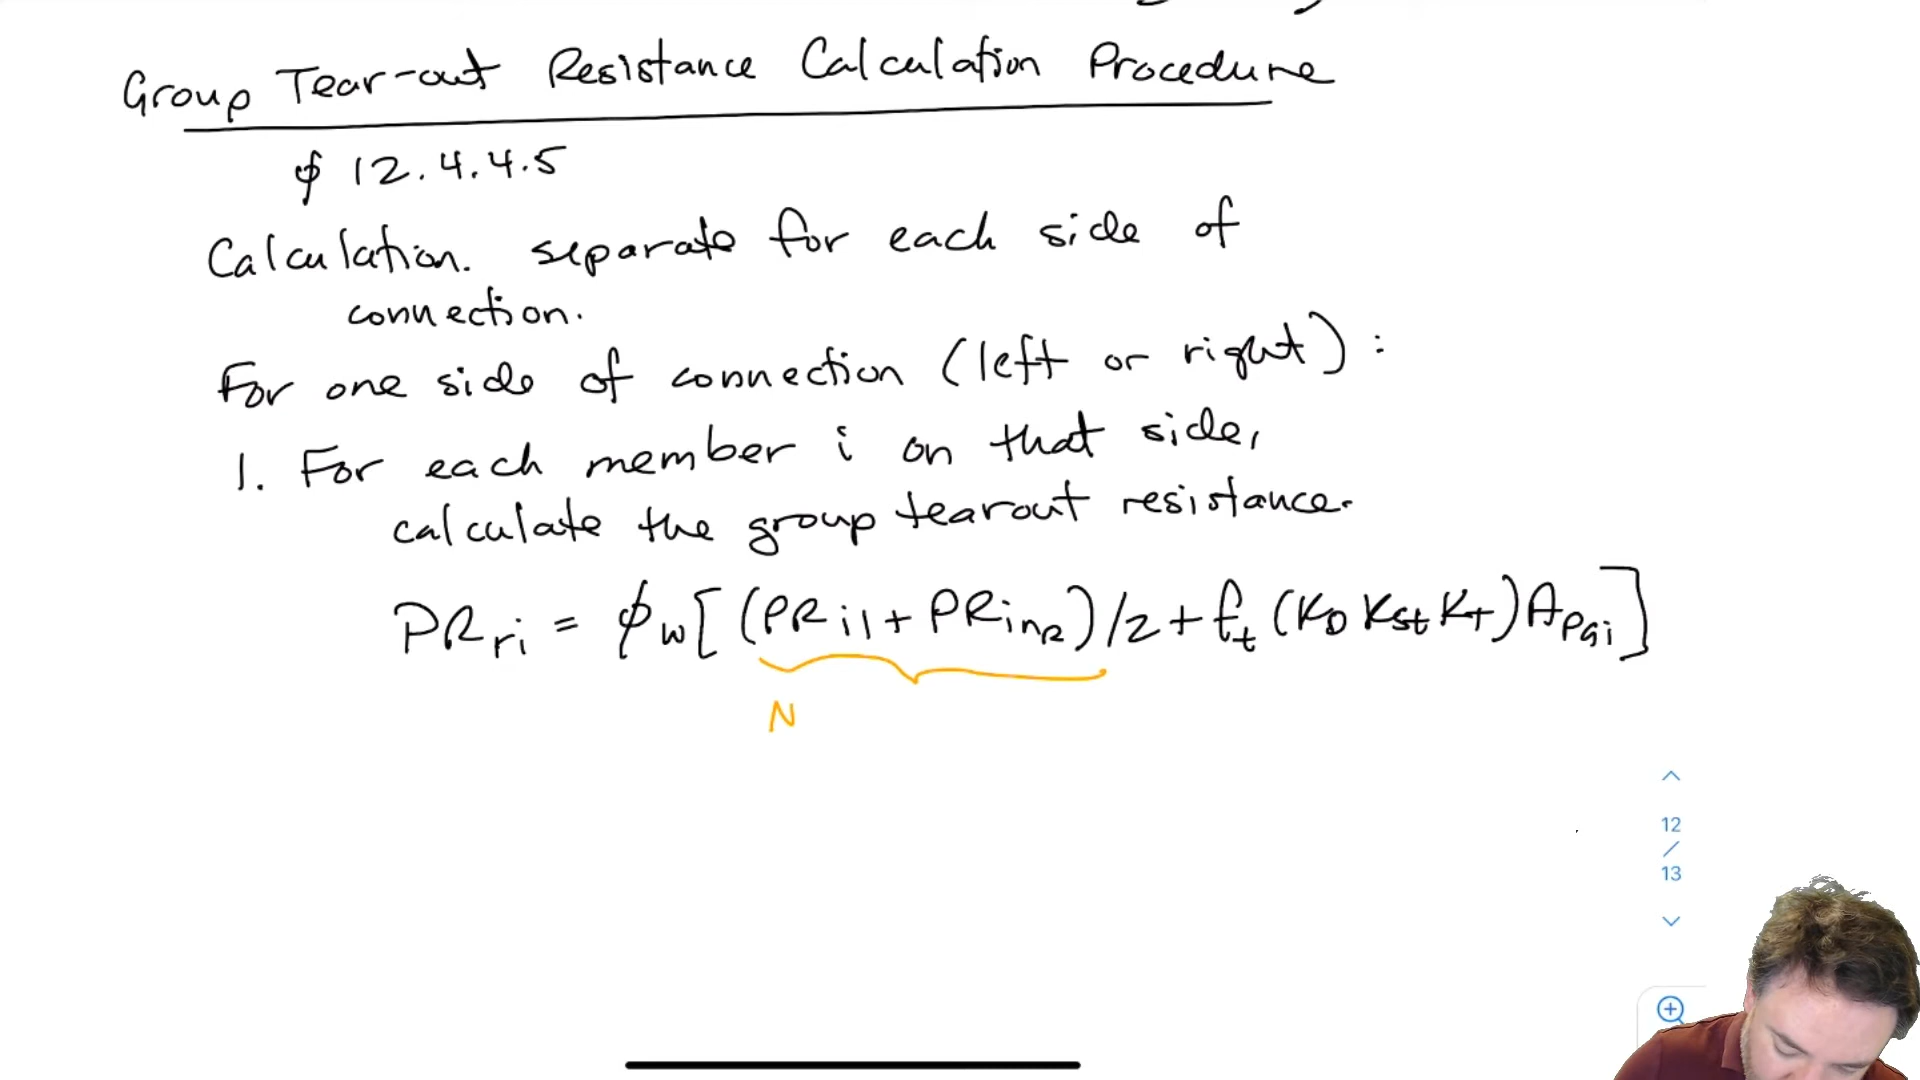 Group Tear-out Resistance Calculation Procedure
§ 12.4.4.5
Calculation. separate for each side of
connection.
For one side of connection (left or right):
1. For each member i on that side,
calculate the group tearout resistance.
PRri = ϕw[(PRi1 + PRinR)/2 + ft (KD KSt KT) APGi]
N
12
/
13